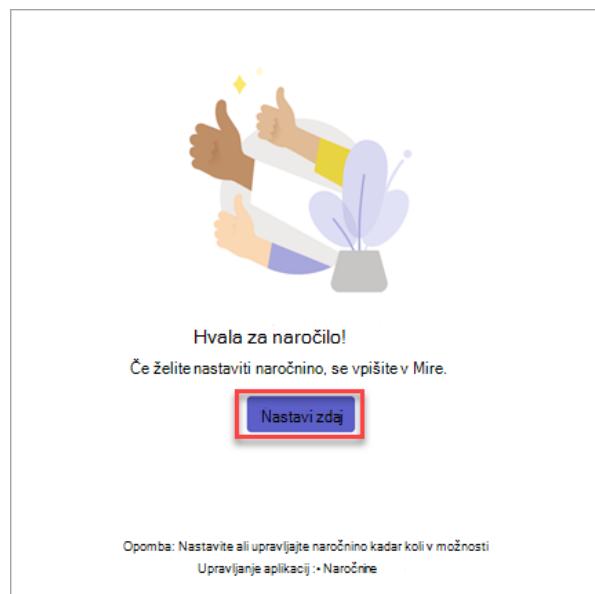 Hvala za naročilo!
Če želite nastaviti naročnino, se vpišite v Mire.
Nastavi zdaj
Opomba: Nastavite ali upravljajte naročnino kadar koli v možnosti
Upravljanje aplikacij :• Naročnine